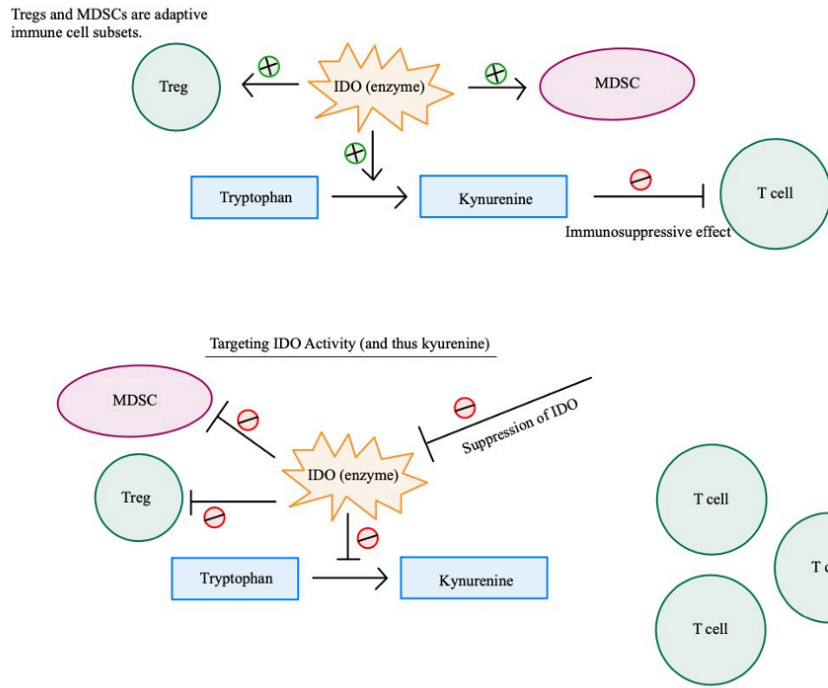 Tregs and MDSCs are adaptive
immune cell subsets.
Treg
IDO (enzyme)
MDSC
Tryptophan
Kynurenine
T cell
Immunosuppressive effect
Targeting IDO Activity (and thus kyurenine)
MDSC
Suppression of IDO
IDO (enzyme)
Treg
T cell
Tryptophan
Kynurenine
T c
T cell